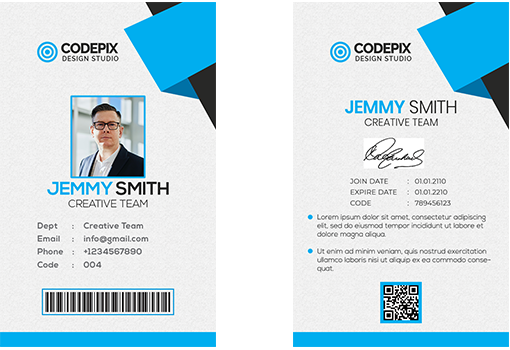 CODEPIX
DESIGN STUDIO
JEMMY SMITH
CREATIVE TEAM
Dept : Creative Team
Email : info@gmail.com
Phone : +1234567890
Code : 004
CODEPIX
DESIGN STUDIO
JEMMY SMITH
CREATIVE TEAM
JOIN DATE : 01.01.2110
EXPIRE DATE : 01.01.2210
CODE : 789456123
Lorem ipsum dolor sit amet, consectetur adipiscing
elit, sed do eiusmod tempor incididunt ut labore et
dolore magna aliqua.
Ut enim ad minim veniam, quis nostrud exercitation
ullamco laboris nisi ut aliquip ex ea commodo conse-
quat.